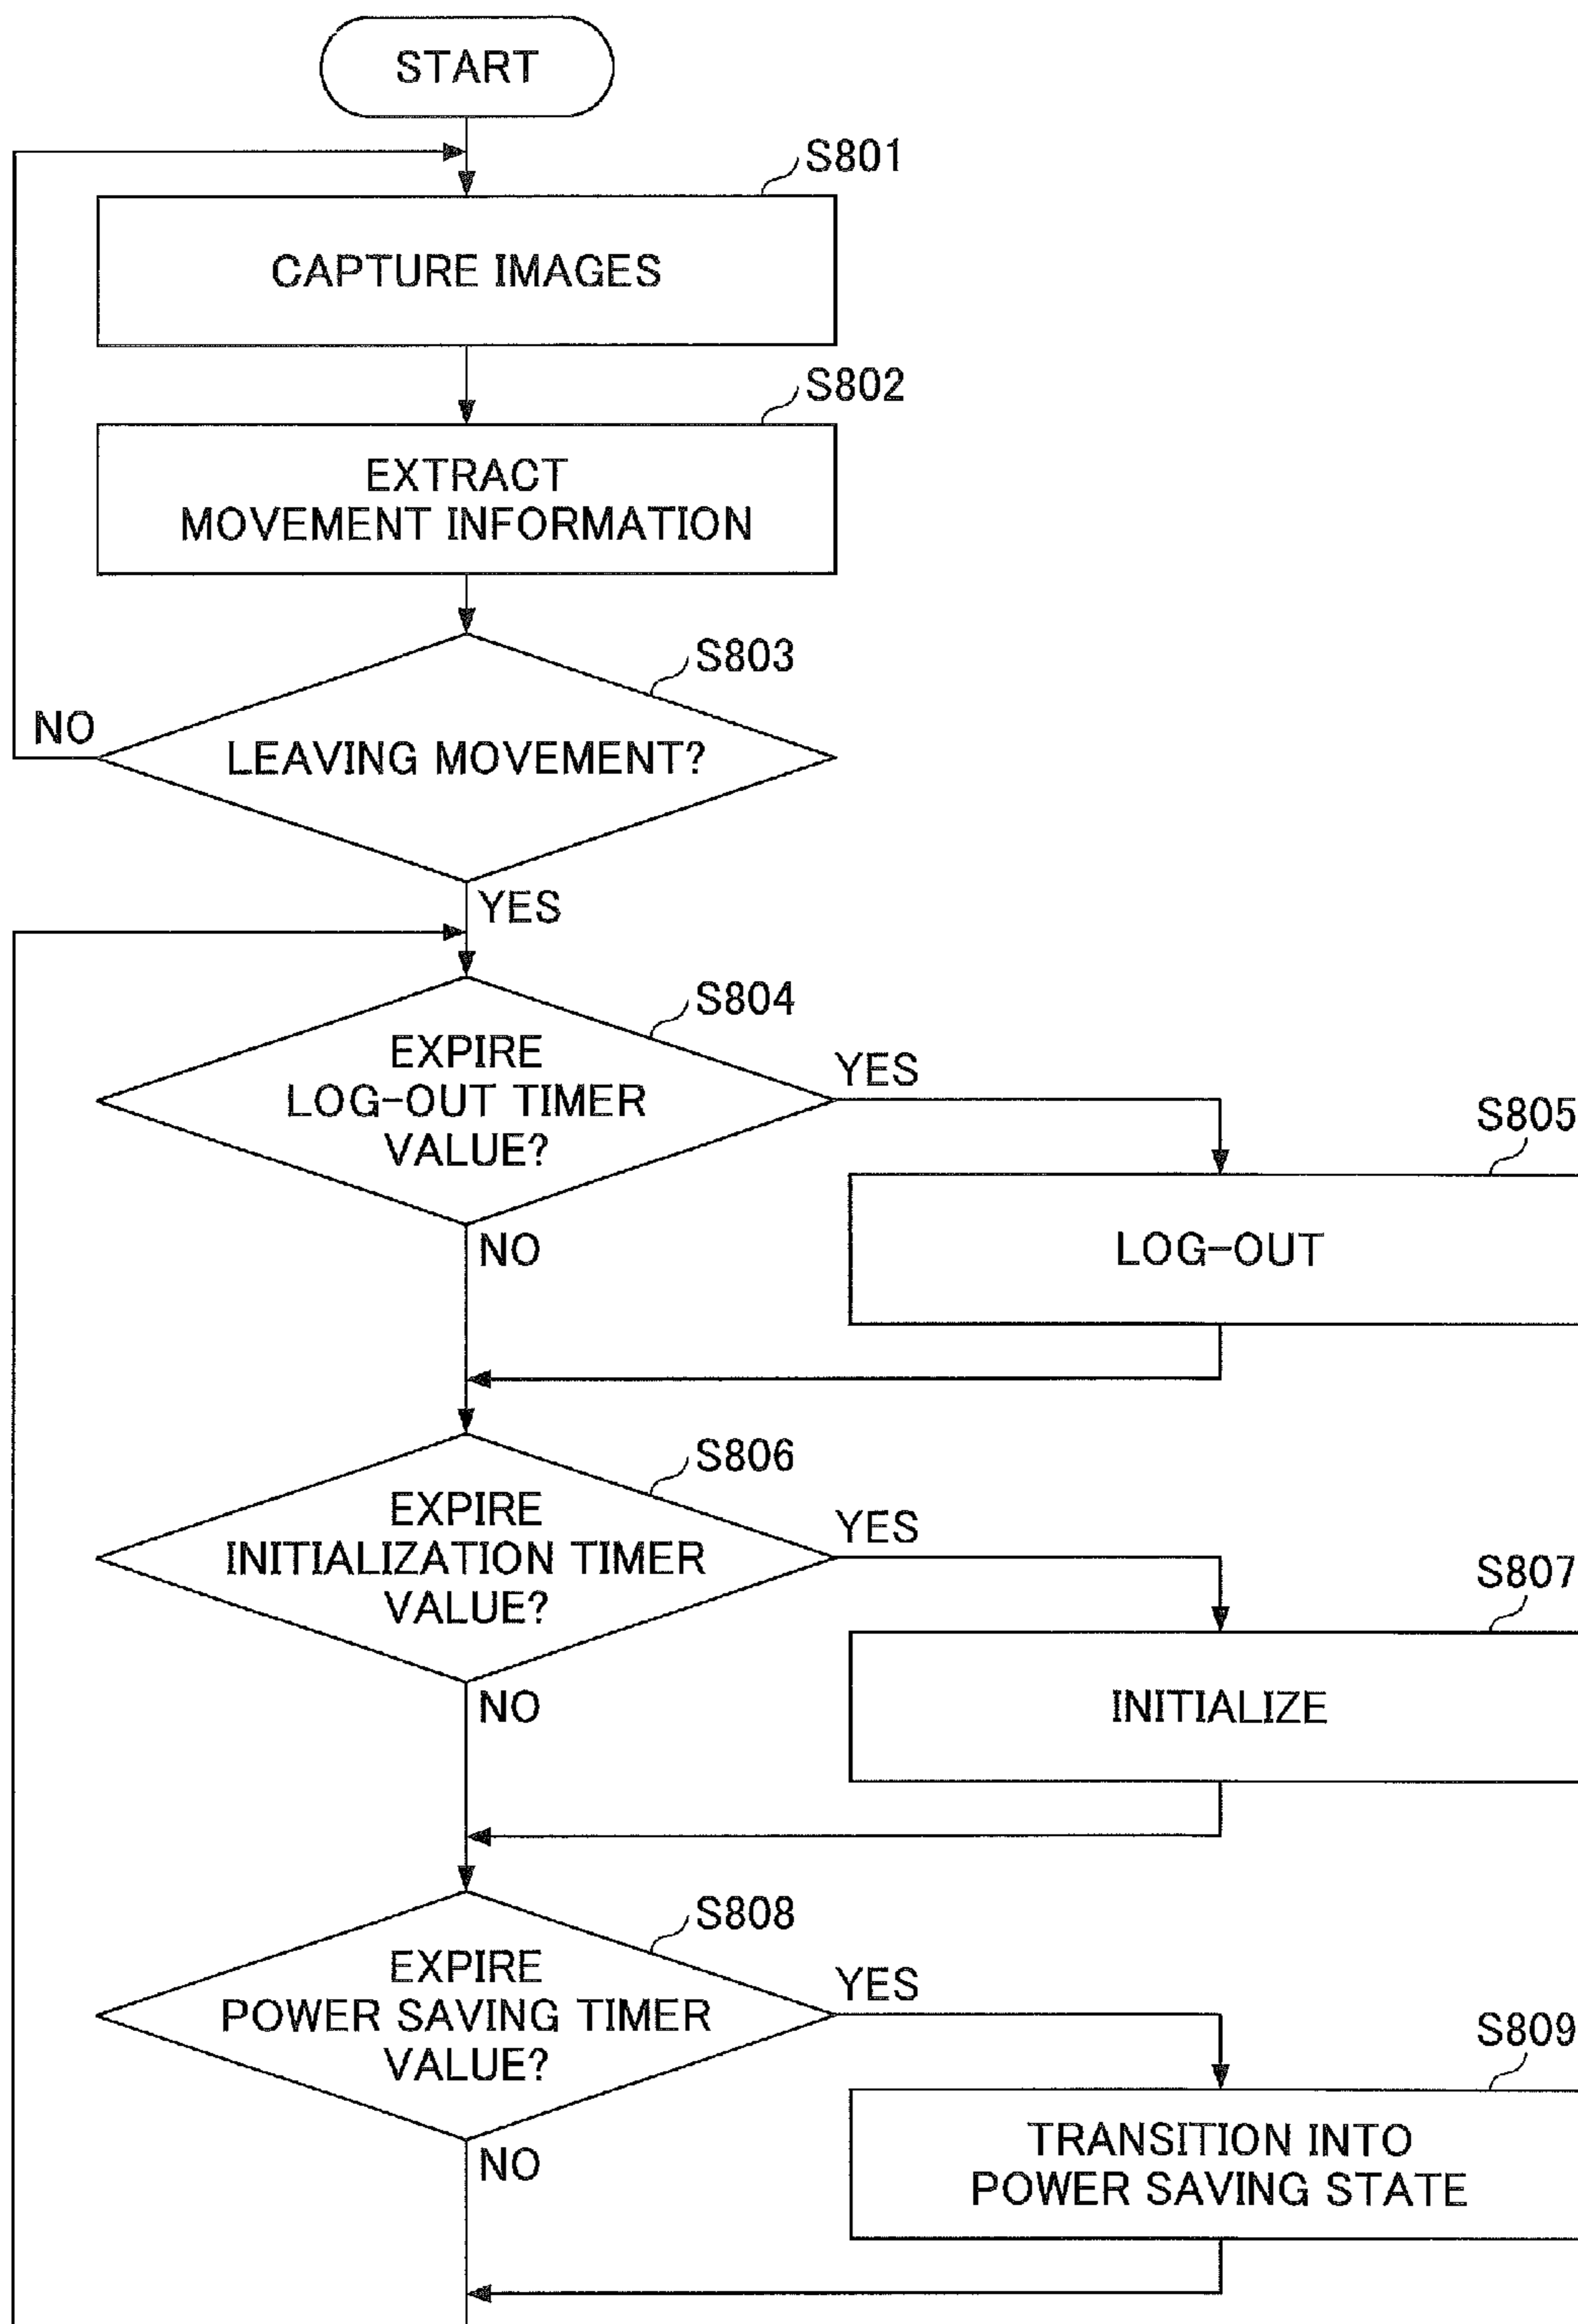 START
S801
CAPTURE IMAGES
S802
EXTRACT
MOVEMENT INFORMATION
S803
NO
LEAVING MOVEMENT?
YES
S804
EXPIRE
LOG-OUT TIMER
VALUE?
YES
S805
LOG-OUT
NO
S806
EXPIRE
INITIALIZATION TIMER
VALUE?
YES
S807
INITIALIZE
NO
S808
EXPIRE
POWER SAVING TIMER
VALUE?
YES
S809
TRANSITION INTO
POWER SAVING STATE
NO